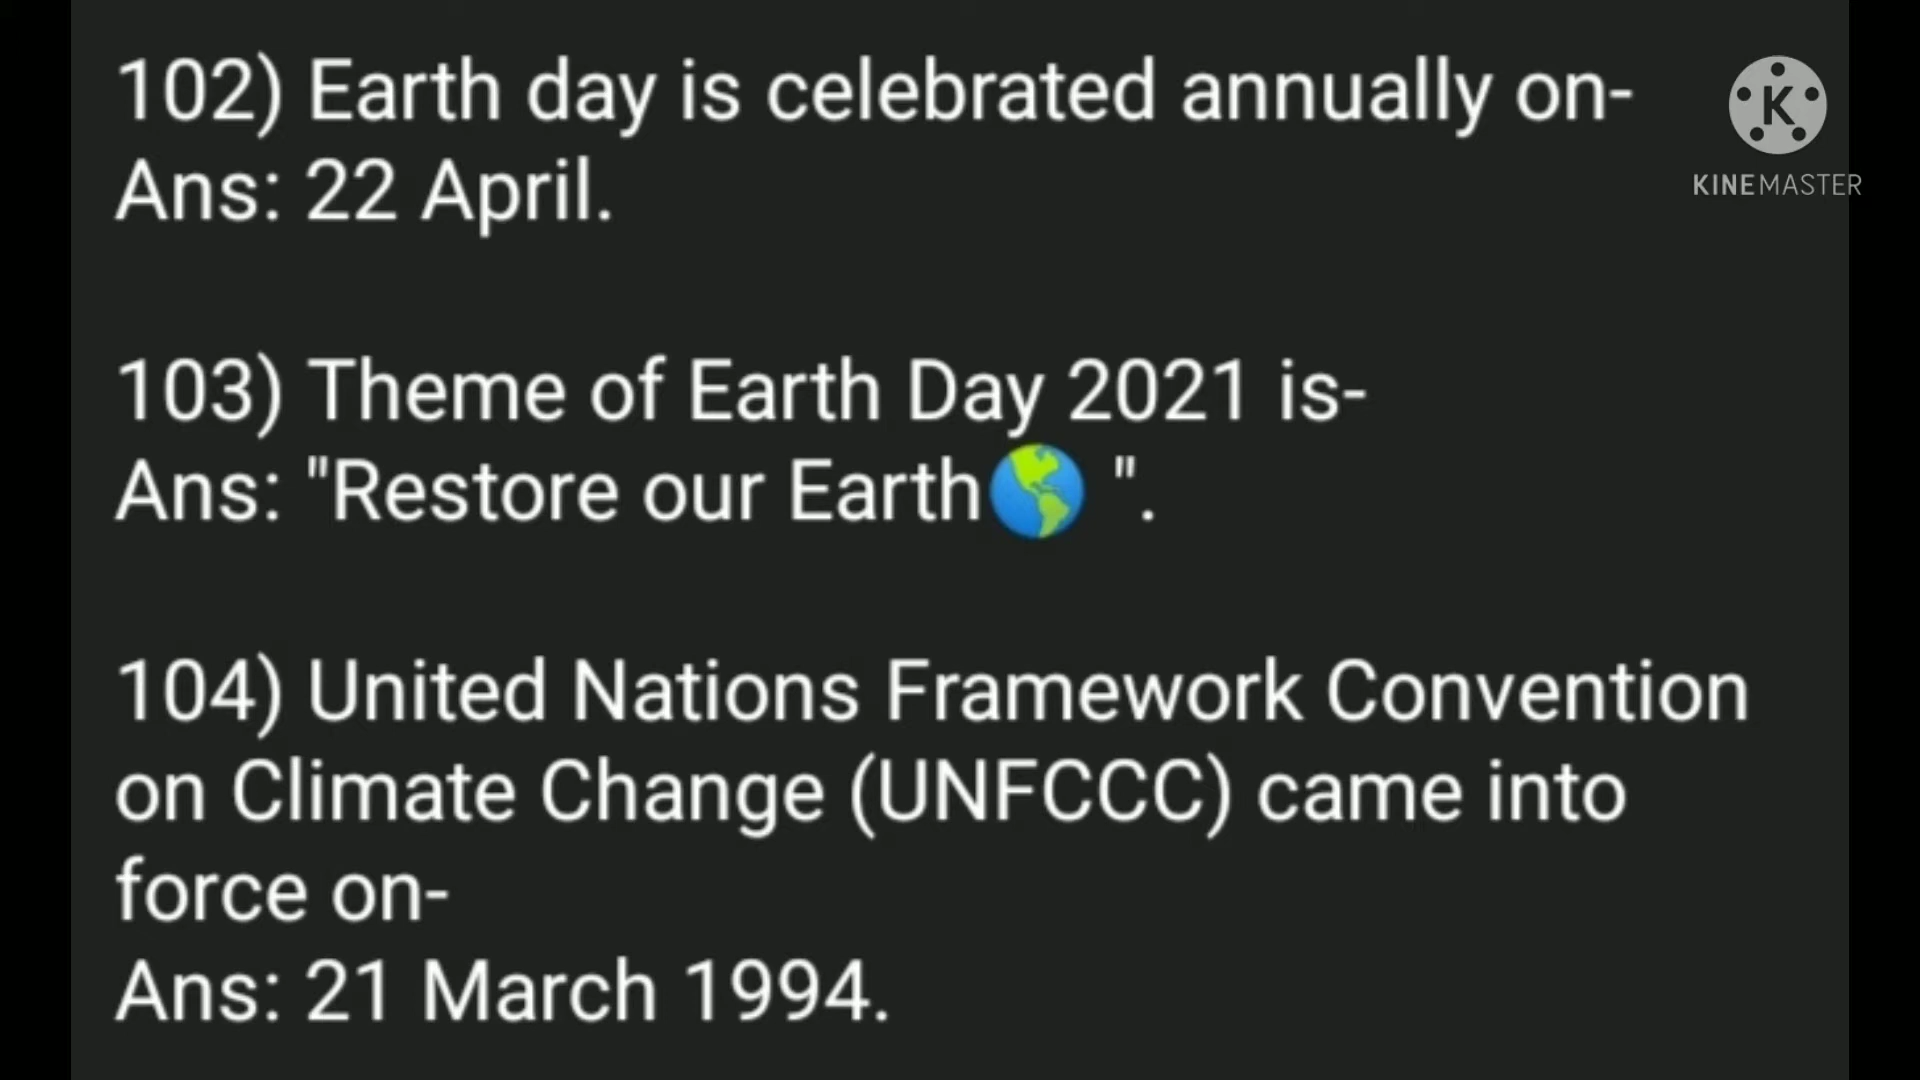 102) Earth day is celebrated annually on-
Ans: 22 April.
103) Theme of Earth Day 2021 is-
Ans: "Restore our Earth🌎 ".
104) United Nations Framework Convention
on Climate Change (UNFCCC) came into
force on-
Ans: 21 March 1994.
K
KINEMASTER